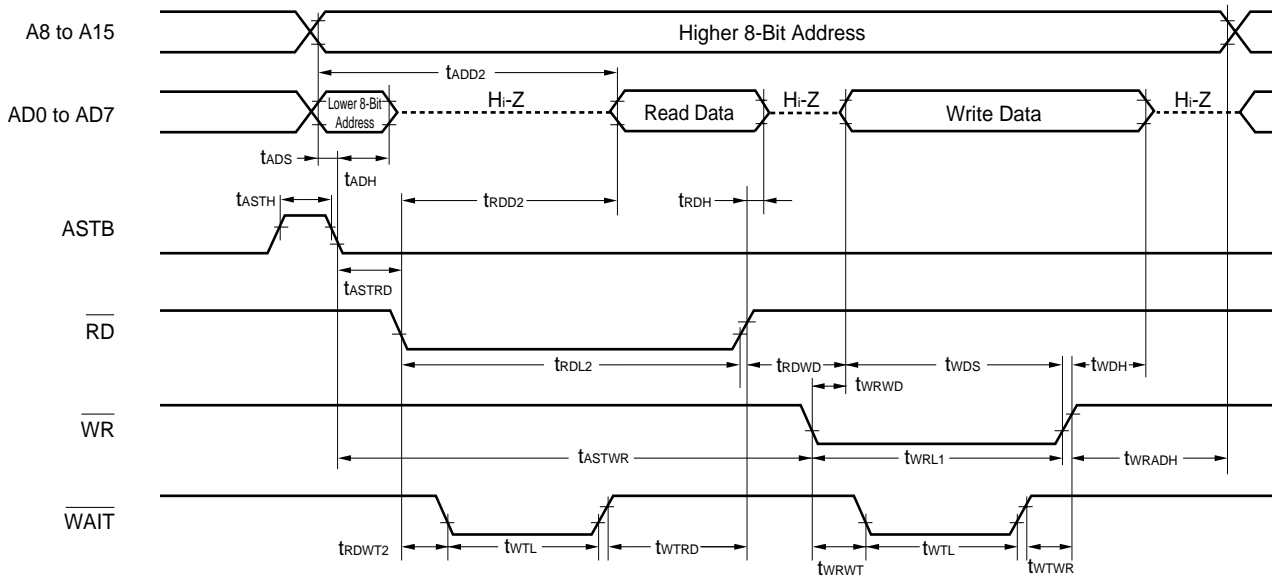 A8 to A15
Higher 8-Bit Address
tADD2
AD0 to AD7
Lower 8-Bit
Address
Hi-Z
Read Data
Hi-Z
Write Data
Hi-Z
tADS
tADH
tASTH
tRDD2
tRDH
ASTB
tASTRD
RD
tRDL2
tRDWD
tWDS
tWDH
tWRWD
WR
tASTWR
tWRL1
tWRADH
WAIT
tRDWT2
tWTL
tWTRD
tWRWT
tWTL
tWTWR